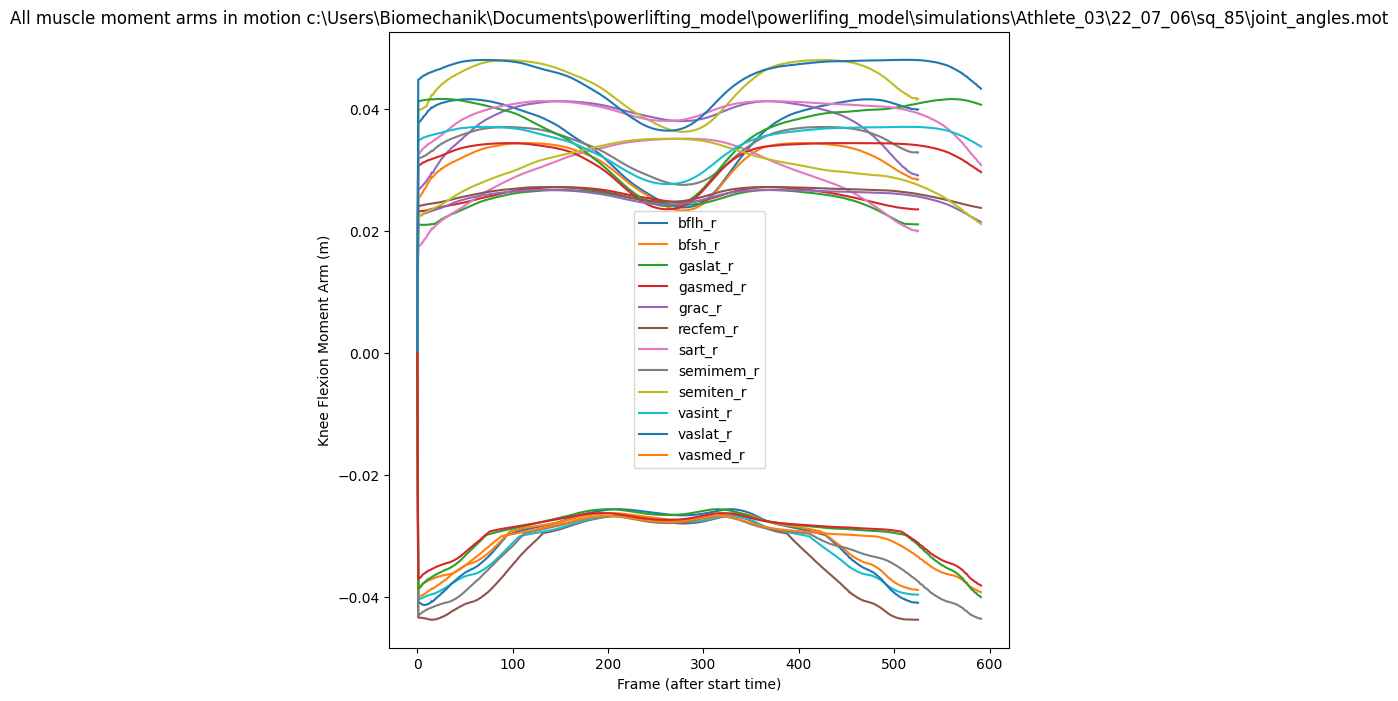 All muscle moment arms in motion c:\Users\Biomechanik\Documents\powerlifting_model\powerlifing_model\simulations\Athlete_03\22_07_06\sq_85\joint_angles.mot
Knee Flexion Moment Arm (m)
0.04
0.02
0.00
−0.02
−0.04
bflh_r
bfsh_r
gaslat_r
gasmed_r
grac_r
recfem_r
sart_r
semimem_r
semiten_r
vasint_r
vaslat_r
vasmed_r
0 100 200 300 400 500 600
Frame (after start time)